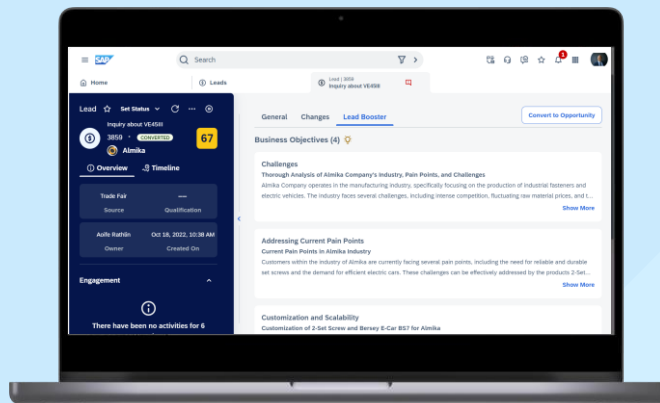 SAP
Search
1
Home
Leads
Lead | 3859
Inquiry about VE45III
Lead
Set Status
Inquiry about VE45III
3859 • CONVERTED
67
Almika
Overview
Timeline
Trade Fair
Source
—
Qualification
Aoife Rathlin
Owner
Oct 18, 2022, 10:38 AM
Created On
Engagement
There have been no activities for 6
General Changes Lead Booster
Convert to Opportunity
Business Objectives (4)
Challenges
Thorough Analysis of Almika Company's Industry, Pain Points, and Challenges
Almika Company operates in the manufacturing industry, specifically focusing on the production of industrial fasteners and
electric vehicles. The industry faces several challenges, including intense competition, fluctuating raw material prices, and t...
Show More
Addressing Current Pain Points
Current Pain Points in Almika Industry
Customers within the industry of Almika are currently facing several pain points, including the need for reliable and durable
set screws and the demand for efficient electric cars. These challenges can be effectively addressed by the products 2-Set...
Show More
Customization and Scalability
Customization of 2-Set Screw and Bersey E-Car BS7 for Almika